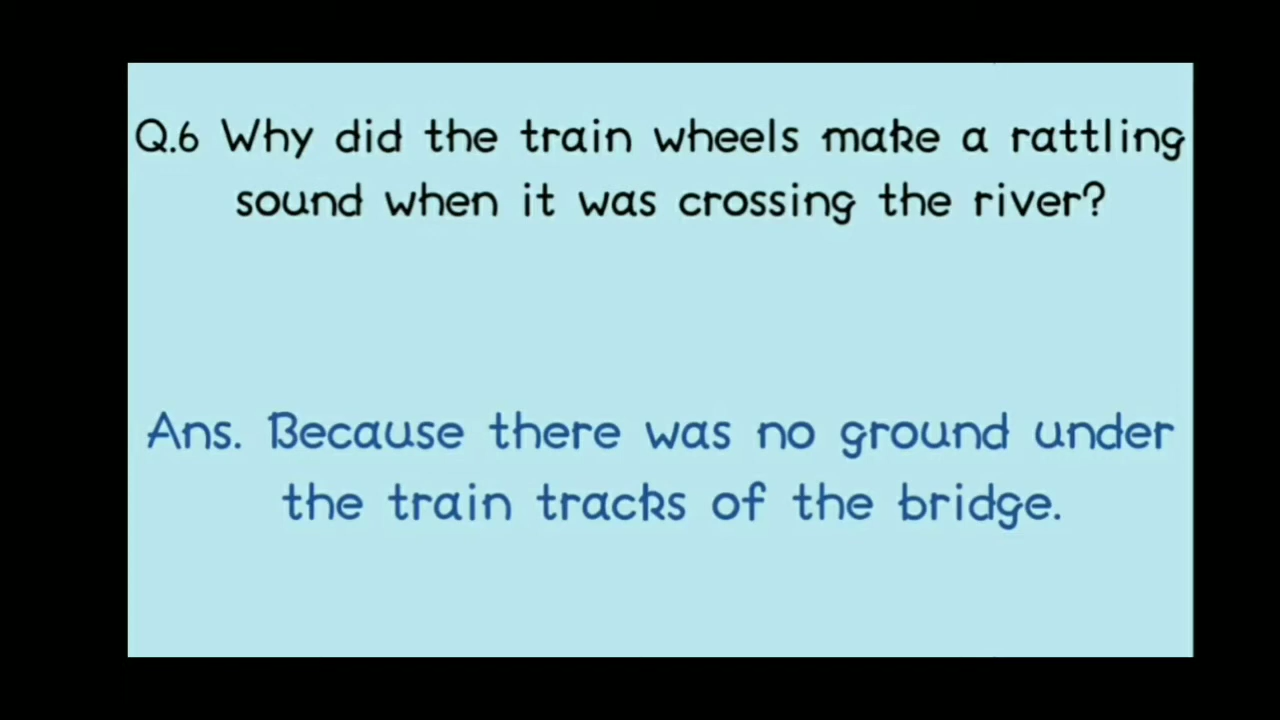 Q.6 Why did the train wheels make a rattling
sound when it was crossing the river?
Ans. Because there was no ground under
the train tracks of the bridge.